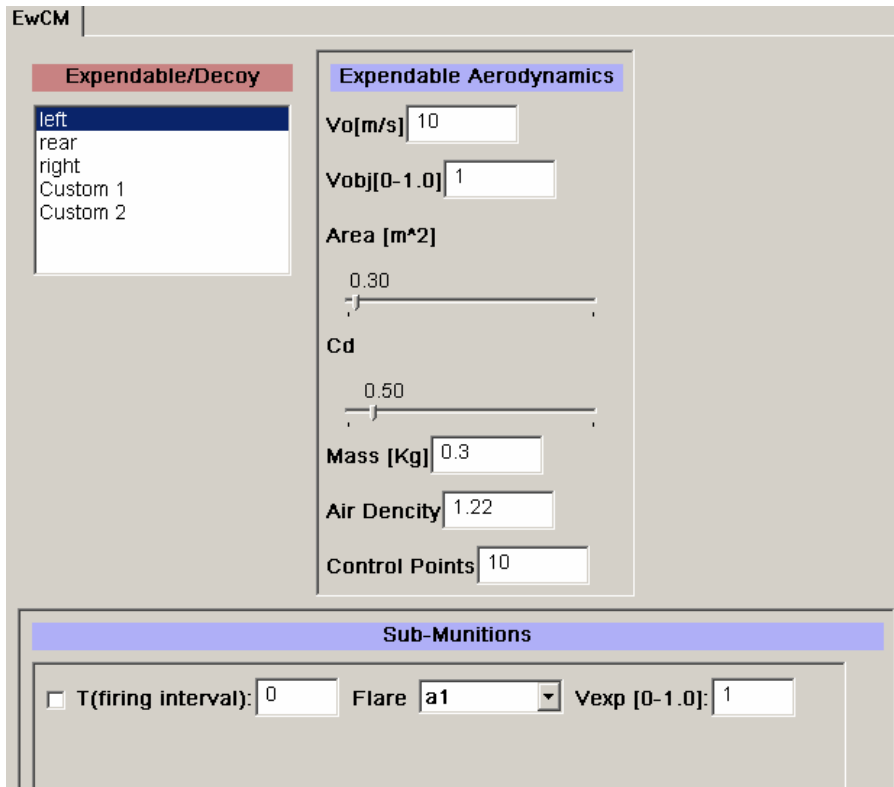 EwCM
Expendable/Decoy
left
rear
right
Custom 1
Custom 2
Expendable Aerodynamics
Vo[m/s] 10
Vobj[0-1.0] 1
Area [m^2]
0.30
Cd
0.50
Mass [Kg] 0.3
Air Dencity 1.22
Control Points 10
Sub-Munitions
T(firing interval): 0 Flare a1 Vexp [0-1.0]: 1